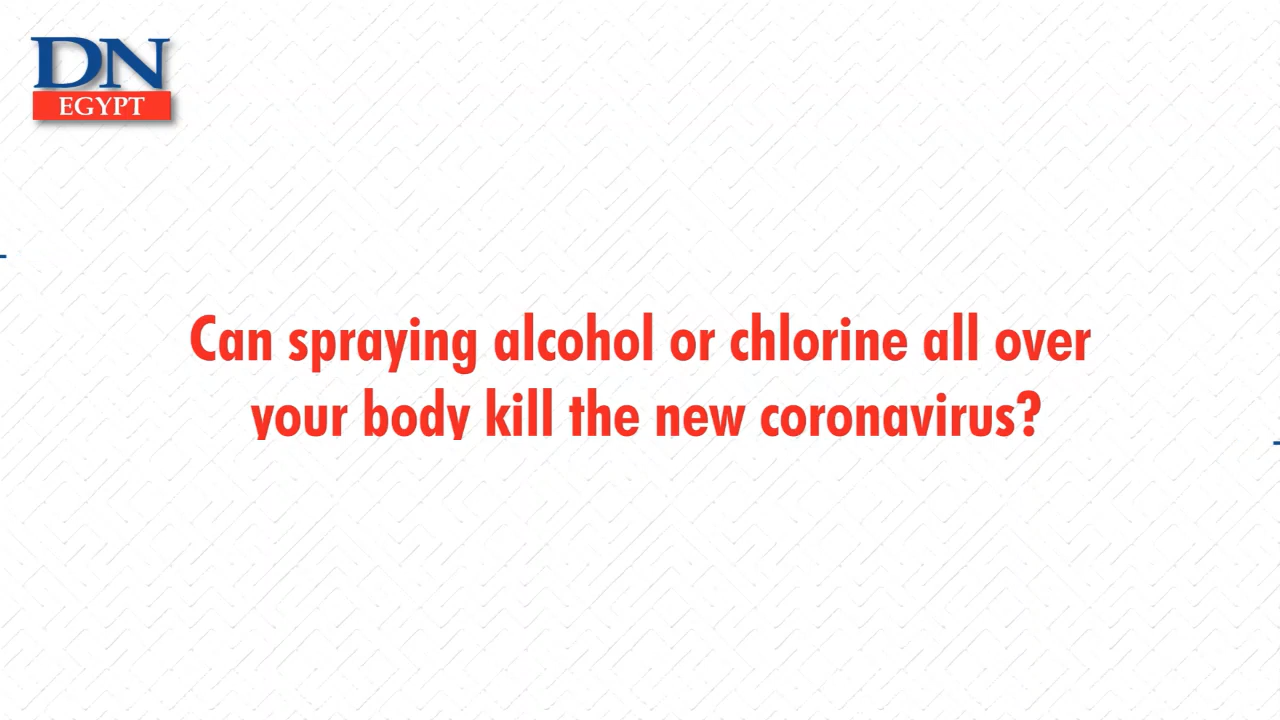 DN
EGYPT
Can spraying alcohol or chlorine all over
your body kill the new coronavirus?